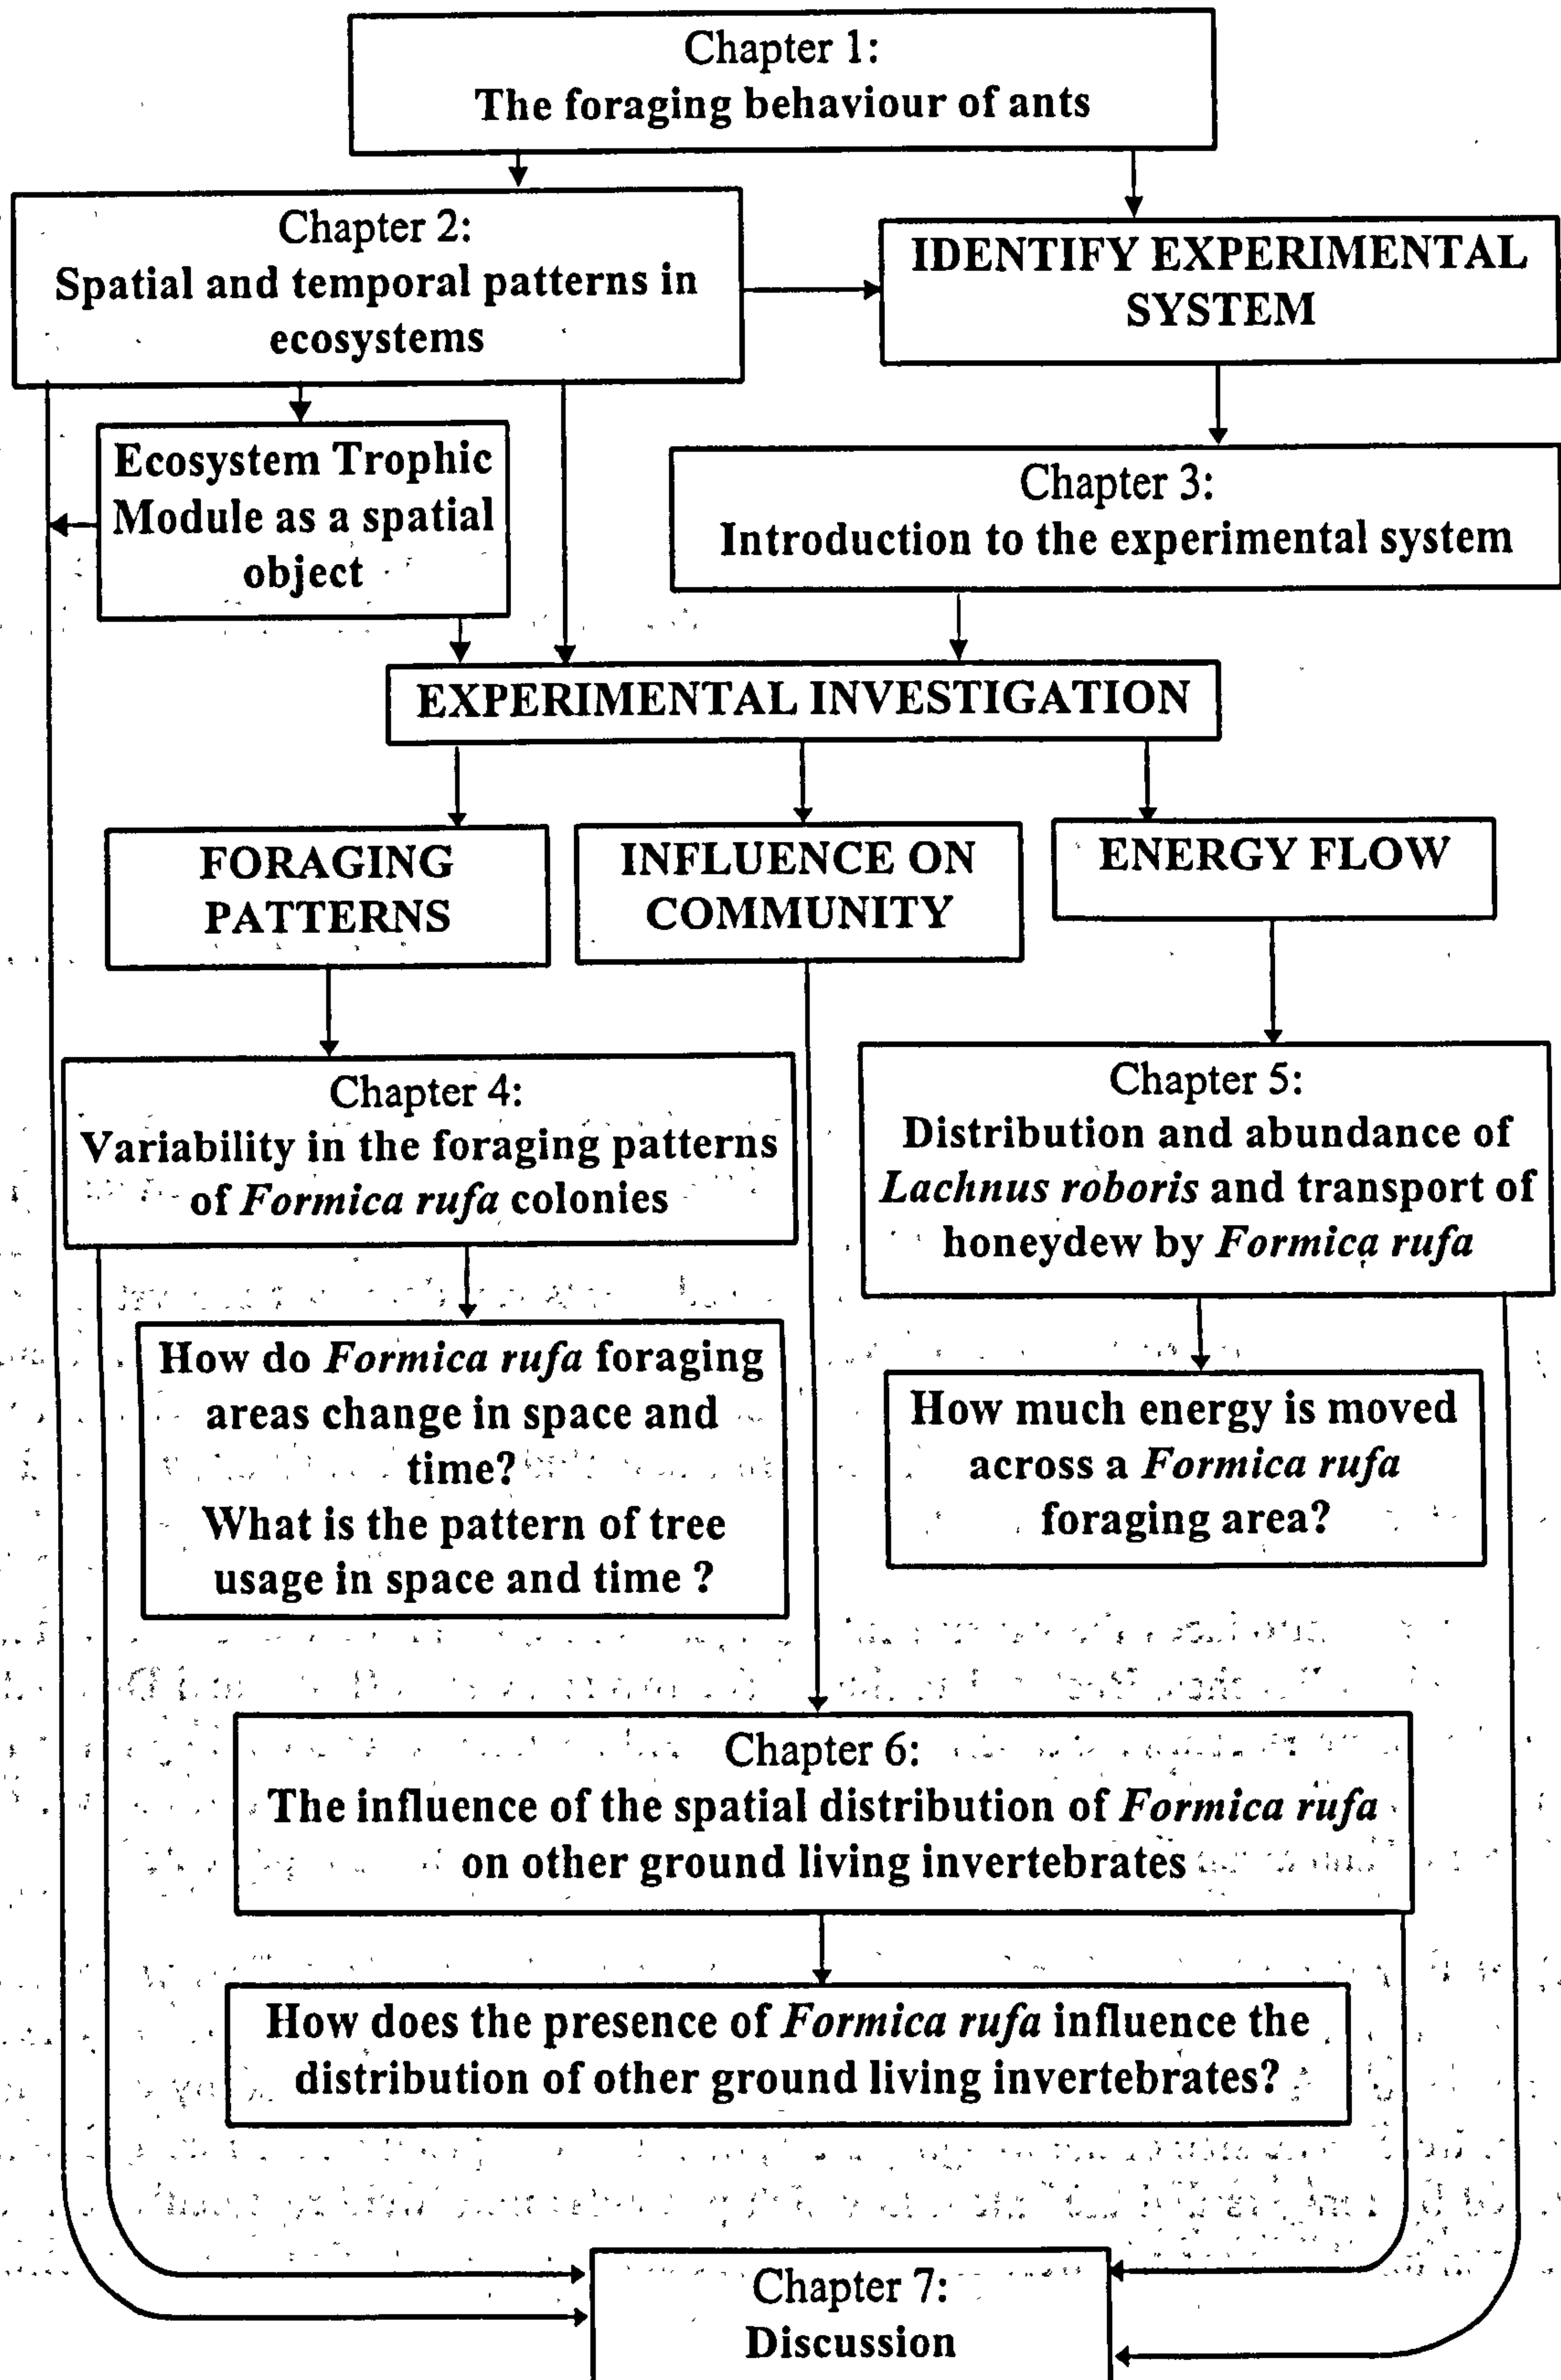 Chapter 1:
The foraging behaviour of ants
Chapter 2:
Spatial and temporal patterns in
ecosystems
IDENTIFY EXPERIMENTAL
SYSTEM
Ecosystem Trophic
Module as a spatial
object
Chapter 3:
Introduction to the experimental system
EXPERIMENTAL INVESTIGATION
FORAGING
PATTERNS
INFLUENCE ON
COMMUNITY
ENERGY FLOW
Chapter 4:
Variability in the foraging patterns
of Formica rufa colonies
Chapter 5:
Distribution and abundance of
Lachnus roboris and transport of
honeydew by Formica rufa
How do Formica rufa foraging
areas change in space and
time?
What is the pattern of tree
usage in space and time ?
How much energy is moved
across a Formica rufa
foraging area?
Chapter 6:
The influence of the spatial distribution of Formica rufa
on other ground living invertebrates
How does the presence of Formica rufa influence the
distribution of other ground living invertebrates?
Chapter 7:
Discussion